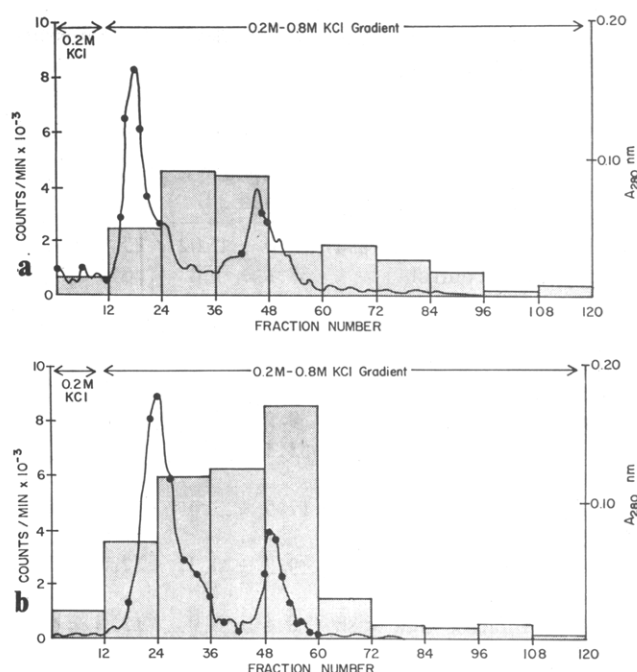 10
0.2M
KCl
0.2M-0.8M KCl Gradient
0.20
8
6
0.10
4
2
0
COUNTS/MIN x 10⁻³
A280 nm
a
0
12 24 36 48 60 72 84 96 108 120
FRACTION NUMBER
10
0.2M
KCl
0.2M-0.8M KCl Gradient
0.20
8
6
0.10
4
2
0
COUNTS/MIN x 10⁻³
A280 nm
b
0
12 24 36 48 60 72 84 96 108 120
FRACTION NUMBER